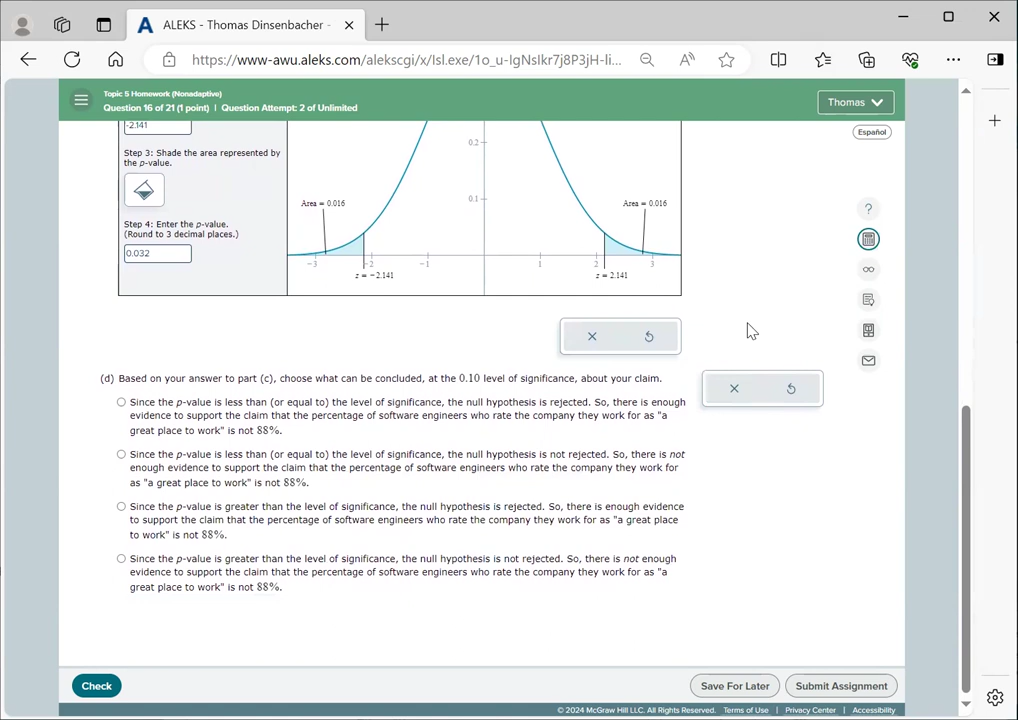 ALEKS - Thomas Dinsenbacher -
https://www-awu.aleks.com/alekscgi/x/Isl.exe/1o_u-IgNsIkr7j8P3jH-Ii...
Topic 5 Homework (Nonadaptive)
Question 16 of 21 (1 point) | Question Attempt: 2 of Unlimited
Thomas
Español
-2.141
Step 3: Shade the area represented by
the p-value.
Step 4: Enter the p-value.
(Round to 3 decimal places.)
0.032
0.2
0.1
Area = 0.016
Area = 0.016
-3
-2
-1
1
2
3
z = -2.141
z = 2.141
(d) Based on your answer to part (c), choose what can be concluded, at the 0.10 level of significance, about your claim.
Since the p-value is less than (or equal to) the level of significance, the null hypothesis is rejected. So, there is enough
evidence to support the claim that the percentage of software engineers who rate the company they work for as "a
great place to work" is not 88%.
Since the p-value is less than (or equal to) the level of significance, the null hypothesis is not rejected. So, there is not
enough evidence to support the claim that the percentage of software engineers who rate the company they work for
as "a great place to work" is not 88%.
Since the p-value is greater than the level of significance, the null hypothesis is rejected. So, there is enough evidence
to support the claim that the percentage of software engineers who rate the company they work for as "a great place
to work" is not 88%.
Since the p-value is greater than the level of significance, the null hypothesis is not rejected. So, there is not enough
evidence to support the claim that the percentage of software engineers who rate the company they work for as "a
great place to work" is not 88%.
Check
Save For Later
Submit Assignment
© 2024 McGraw Hill LLC. All Rights Reserved. Terms of Use | Privacy Center | Accessibility